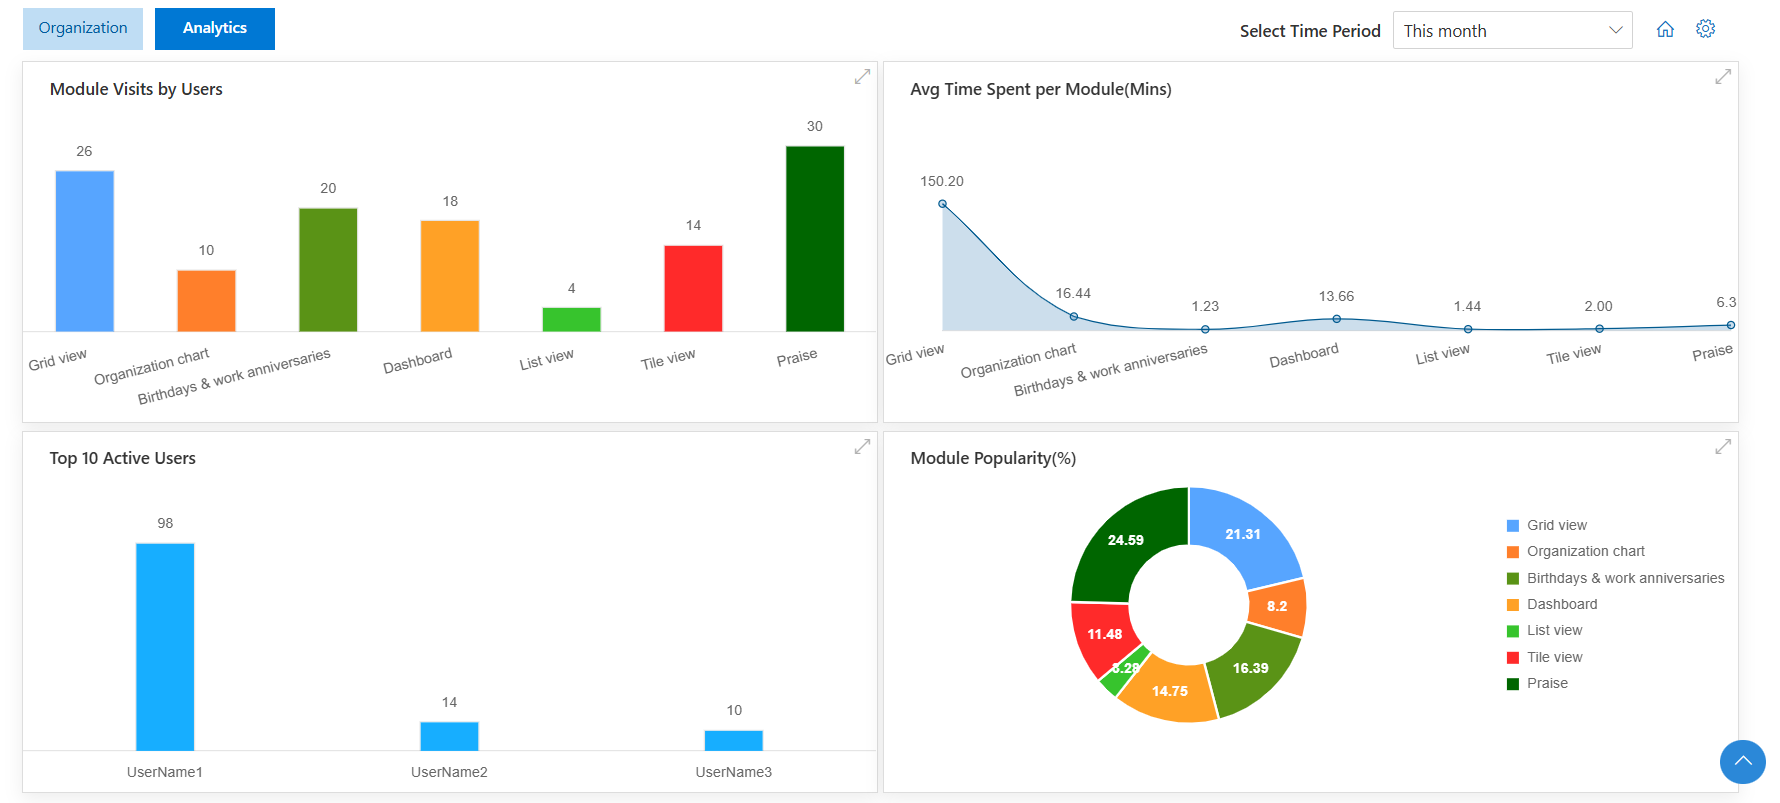 Organization
Analytics
Select Time Period
This month
Module Visits by Users
26
10
20
18
4
14
30
Grid view
Organization chart
Birthdays & work anniversaries
Dashboard
List view
Tile view
Praise
Avg Time Spent per Module(Mins)
150.20
16.44
1.23
13.66
1.44
2.00
6.3
Grid view
Organization chart
Birthdays & work anniversaries
Dashboard
List view
Tile view
Praise
Top 10 Active Users
98
14
10
UserName1
UserName2
UserName3
Module Popularity(%)
21.31
8.2
16.39
14.75
3.28
11.48
24.59
Grid view
Organization chart
Birthdays & work anniversaries
Dashboard
List view
Tile view
Praise